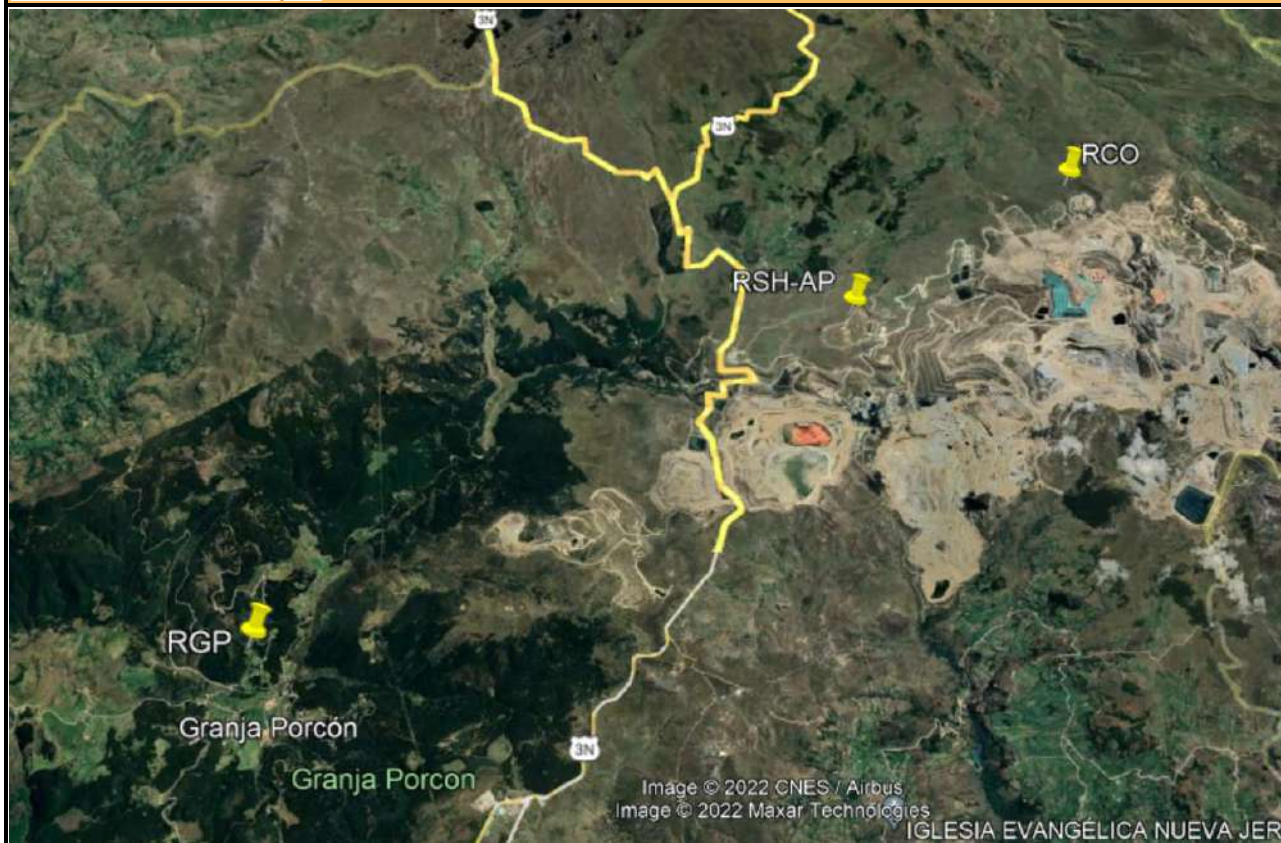 3N
3N
RCO
RSH-AP
RGP
Granja Porcón
Granja Porcon
3N
Image © 2022 CNES / Airbus
Image © 2022 Maxar Technologies
IGLESIA EVANGÉLICA NUEVA JER